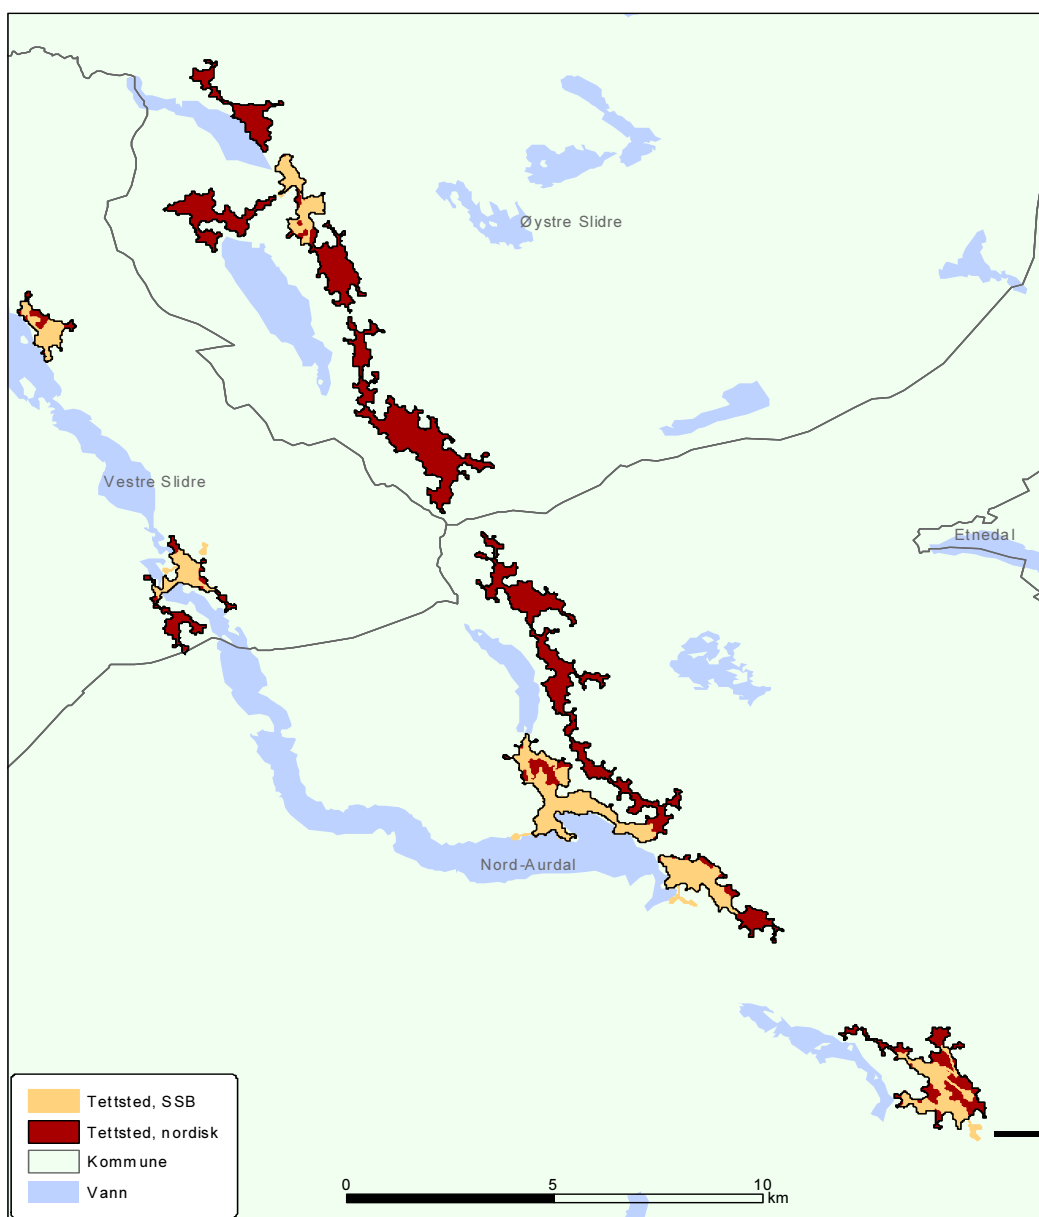 Øystre Slidre
Vestre Slidre
Etnedal
Nord-Aurdal
Tettsted, SSB
Tettsted, nordisk
Kommune
Vann
0 5 10
km